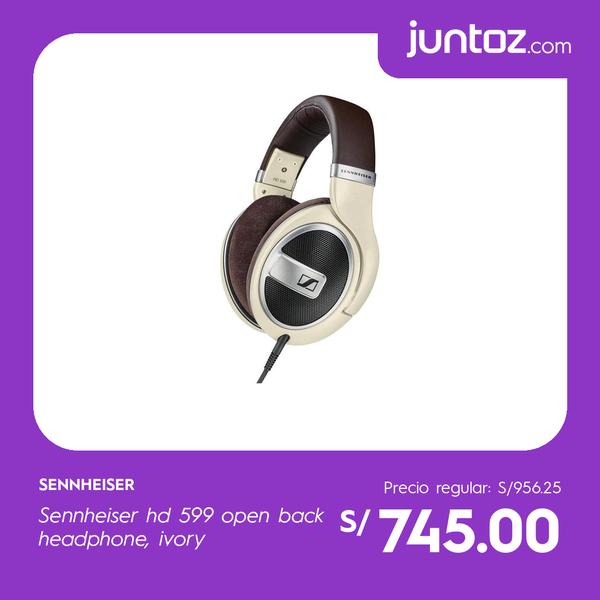 juntoz.com
SENNHEISER
HD 599
SENNHEISER
Sennheiser hd 599 open back
headphone, ivory
Precio regular: S/956.25
S/ 745.00